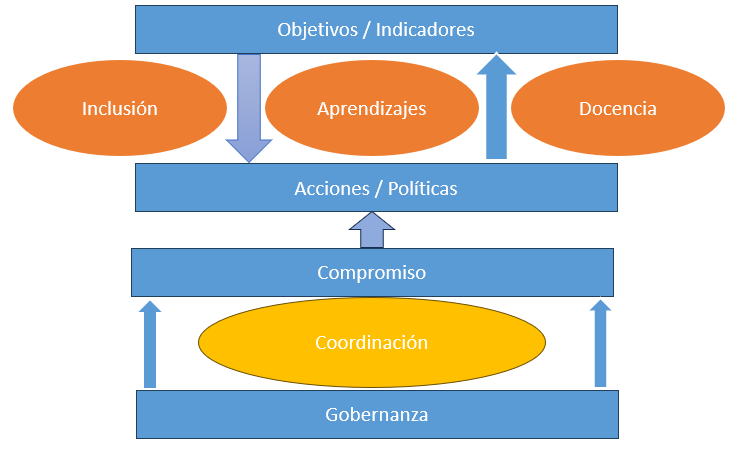 Objetivos / Indicadores
Inclusión
Aprendizajes
Docencia
Acciones / Políticas
Compromiso
Coordinación
Gobernanza